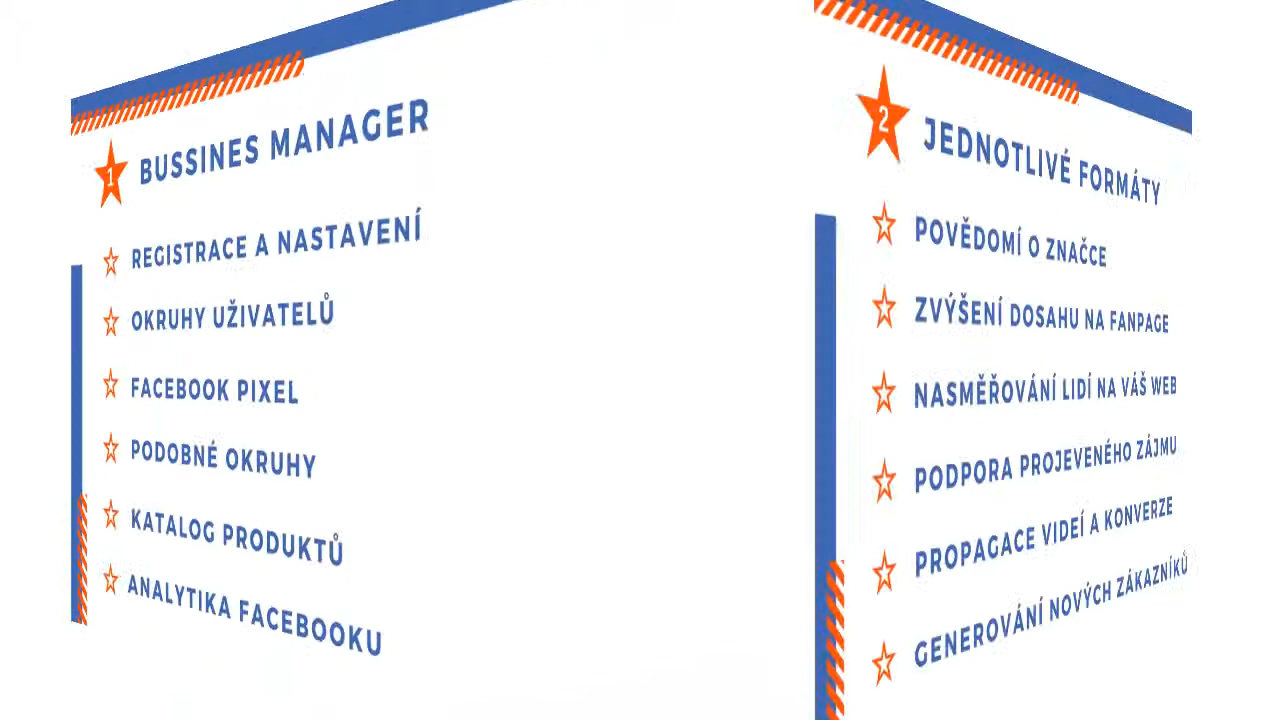 1
BUSSINES MANAGER
REGISTRACE A NASTAVENÍ
OKRUHY UŽIVATELŮ
FACEBOOK PIXEL
PODOBNÉ OKRUHY
KATALOG PRODUKTŮ
ANALYTIKA FACEBOOKU
2
JEDNOTLIVÉ FORMÁTY
POVĚDOMÍ O ZNAČCE
ZVÝŠENÍ DOSAHU NA FANPAGE
NASMĚŘOVÁNÍ LIDÍ NA VÁŠ WEB
PODPORA PROJEVENÉHO ZÁJMU
PROPAGACE VIDEÍ A KONVERZE
GENEROVÁNÍ NOVÝCH ZÁKAZNÍKŮ